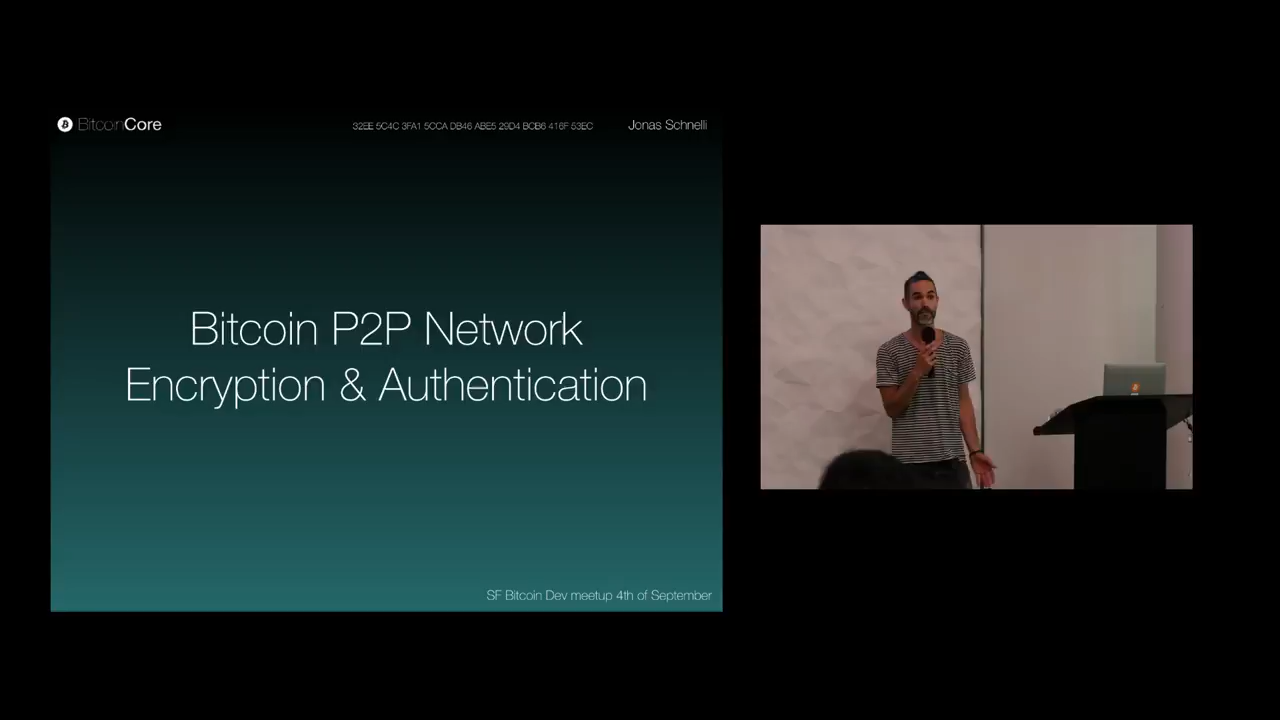 BitcoinCore
32EE 5C4C 3FA1 5CCA DB46 ABE5 29D4 BCB6 416F 53EC
Jonas Schnelli
Bitcoin P2P Network
Encryption & Authentication
SF Bitcoin Dev meetup 4th of September